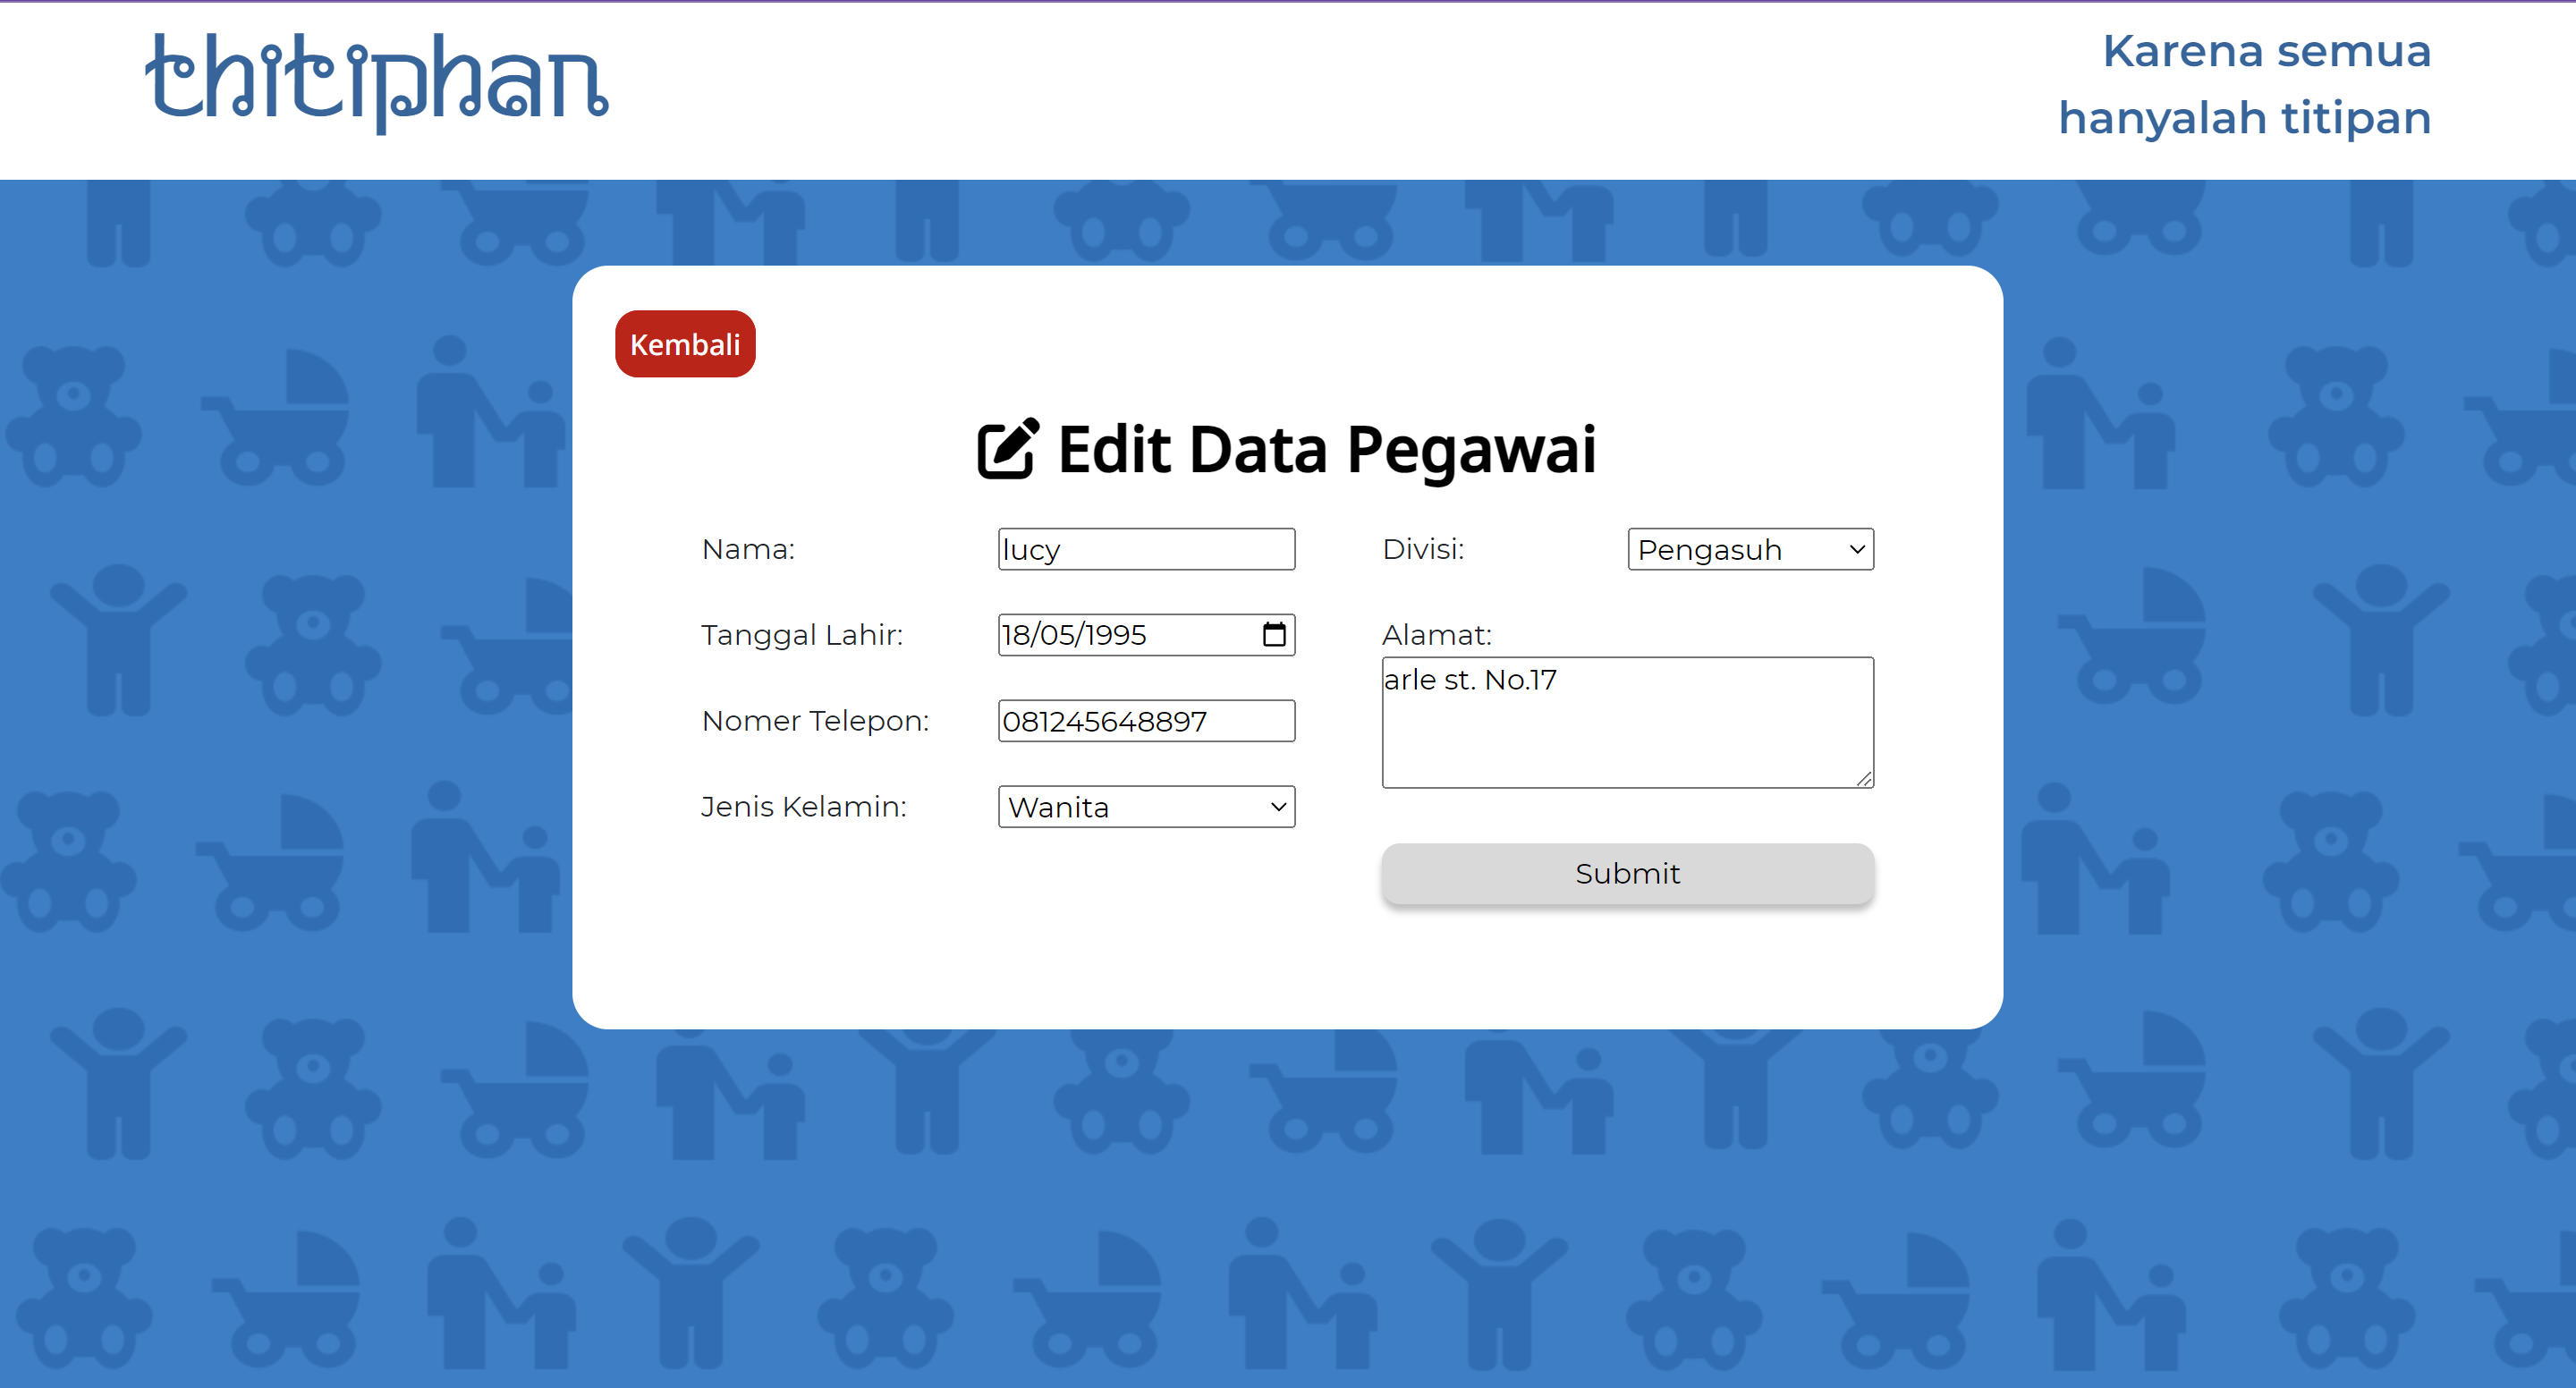 thitiphan
Karena semua
hanyalah titipan
Kembali
Edit Data Pegawai
Nama:
lucy
Tanggal Lahir:
18/05/1995
Nomer Telepon:
081245648897
Jenis Kelamin:
Wanita
Divisi:
Pengasuh
Alamat:
arle st. No.17
Submit